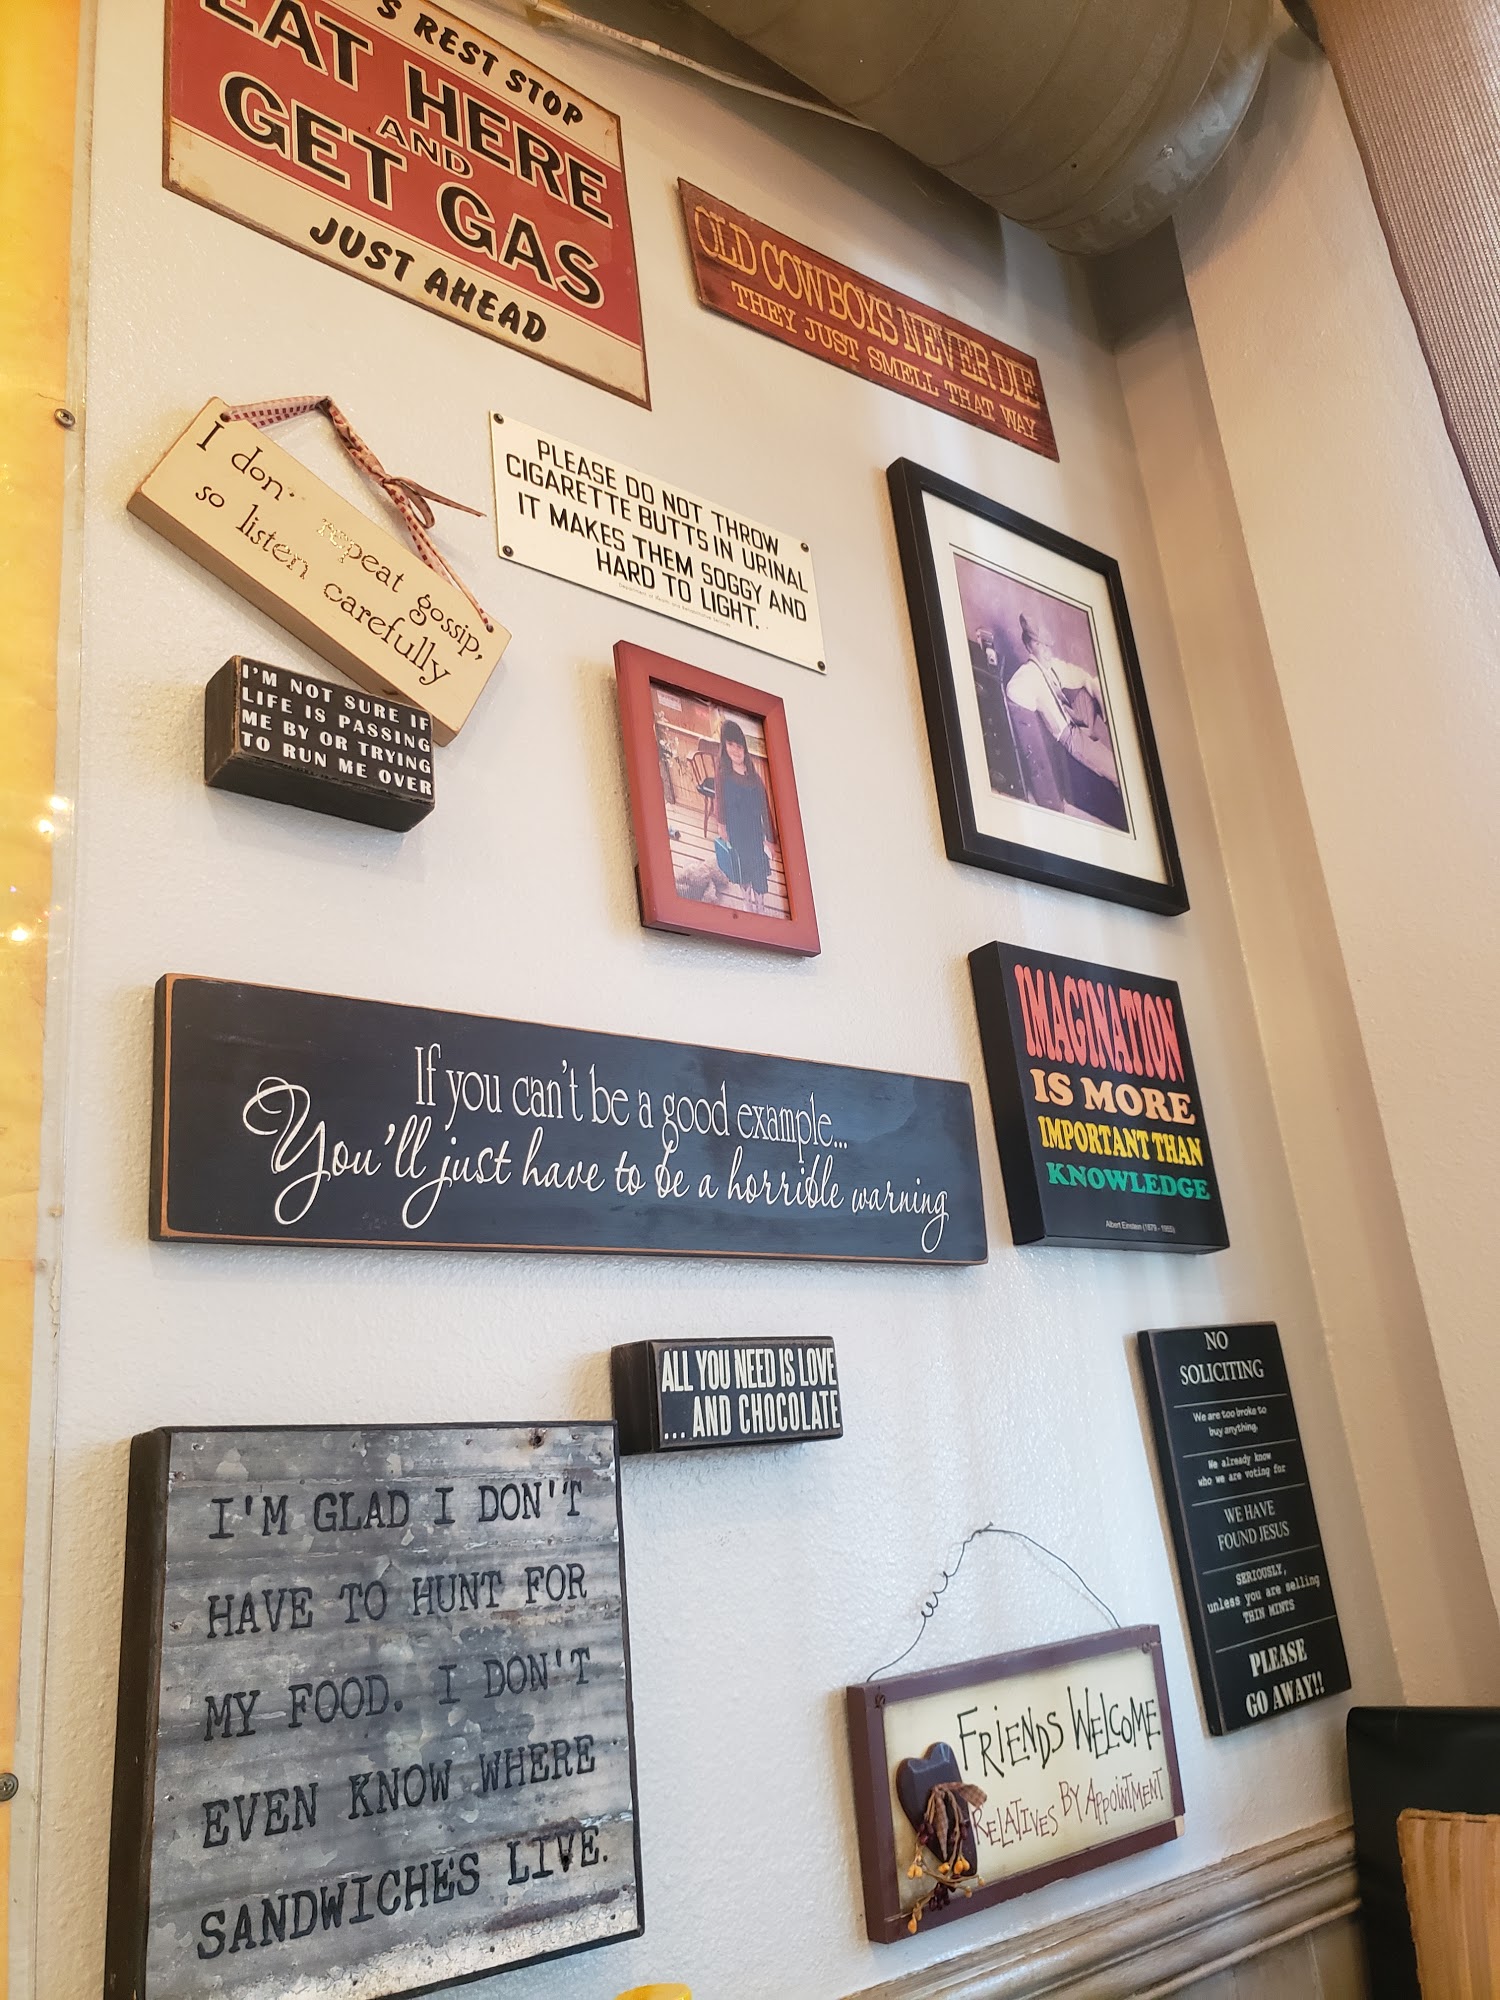 'S REST STOP
EAT HERE
AND
GET GAS
JUST AHEAD
OLD COWBOYS NEVER DIE
THEY JUST SMELL THAT WAY
I don' repeat gossip,
so listen carefully
PLEASE DO NOT THROW
CIGARETTE BUTTS IN URINAL
IT MAKES THEM SOGGY AND
HARD TO LIGHT.
I'M NOT SURE IF
LIFE IS PASSING
ME BY OR TRYING
TO RUN ME OVER
If you can't be a good example...
You'll just have to be a horrible warning
IMAGINATION
IS MORE
IMPORTANT THAN
KNOWLEDGE
Albert Einstein (1879 - 1955)
ALL YOU NEED IS LOVE
... AND CHOCOLATE
NO
SOLICITING
We are too broke to
buy anything.
We already know
who we are voting for
WE HAVE
FOUND JESUS
SERIOUSLY,
unless you are selling
THIN MINTS
PLEASE
GO AWAY!!
I'M GLAD I DON'T
HAVE TO HUNT FOR
MY FOOD. I DON'T
EVEN KNOW WHERE
SANDWICHES LIVE.
FRIENDS WELCOME
RELATIVES BY APPOINTMENT